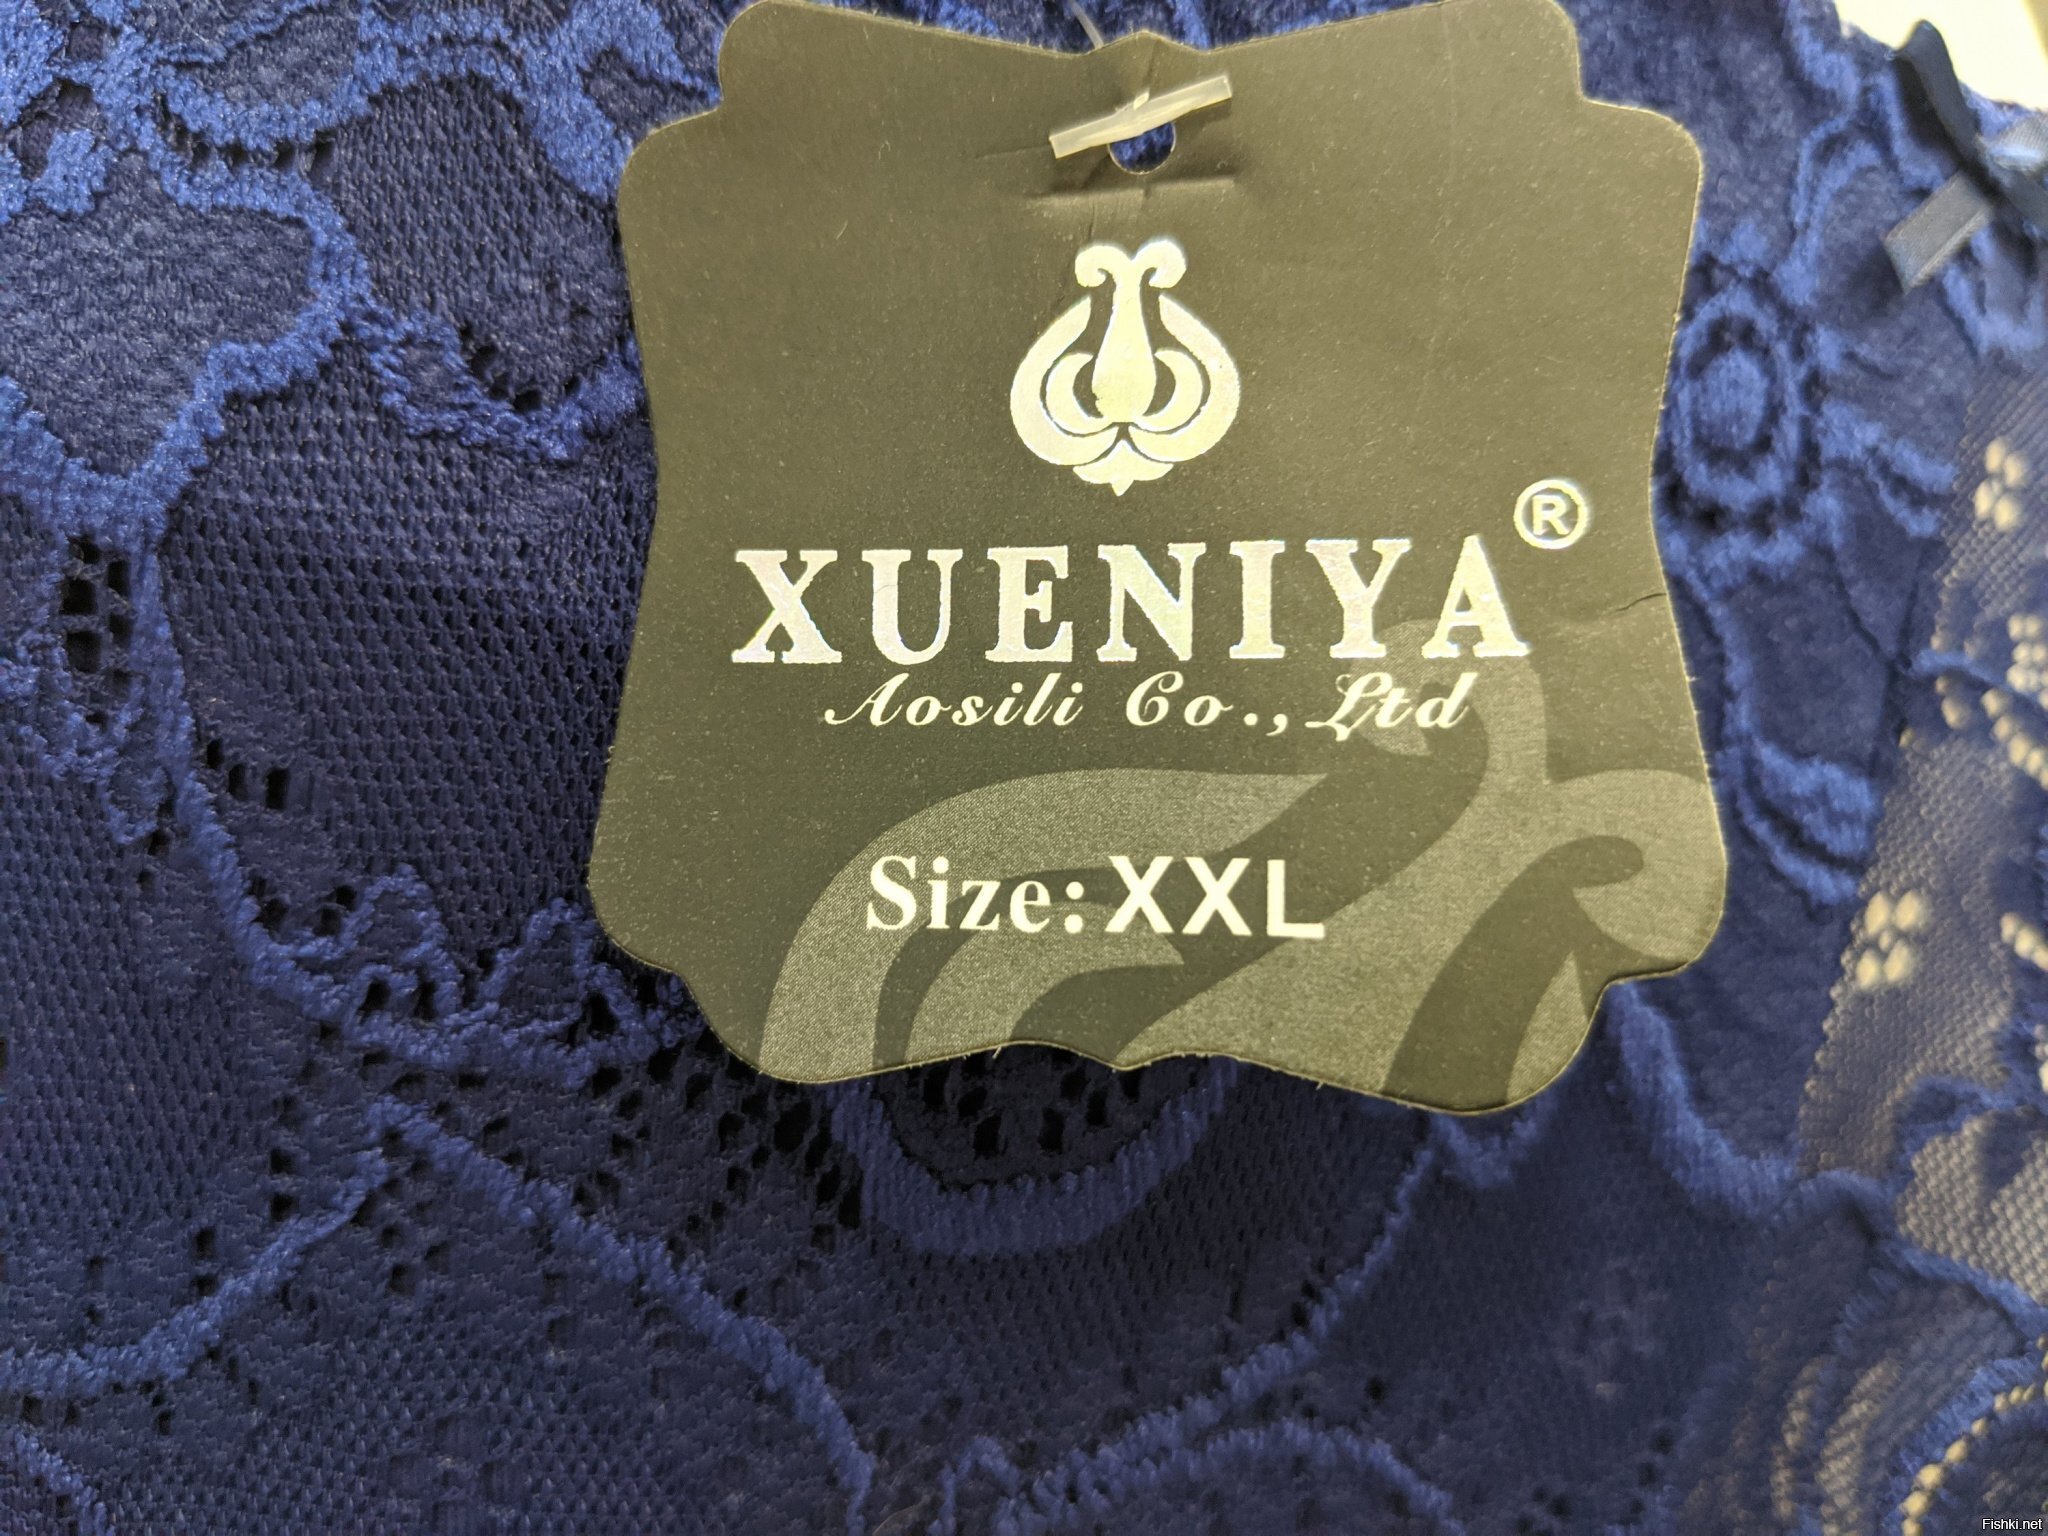 XUENIYA®
Aosili Co., Ltd
Size: XXL
Fishki.net